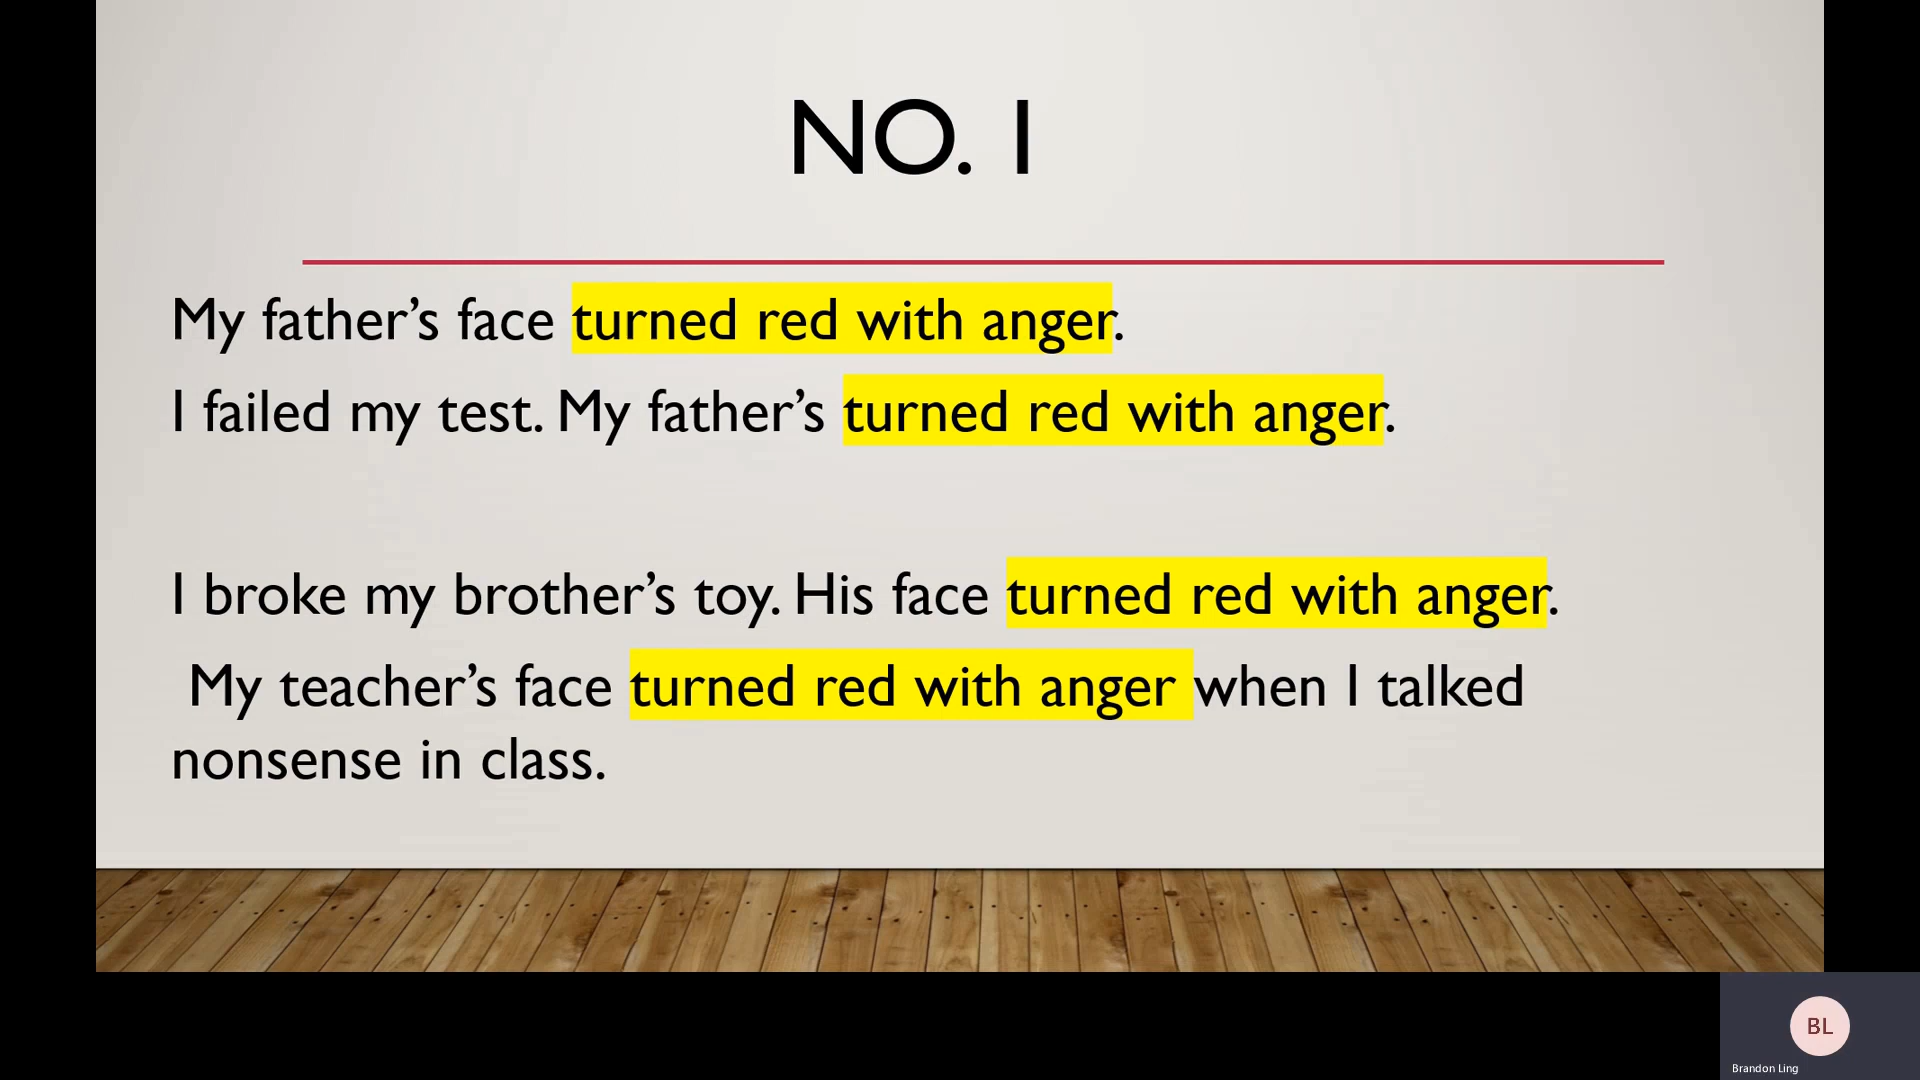 NO. 1
My father’s face turned red with anger.
I failed my test. My father’s turned red with anger.
I broke my brother’s toy. His face turned red with anger.
My teacher’s face turned red with anger when I talked
nonsense in class.
BL
Brandon Ling